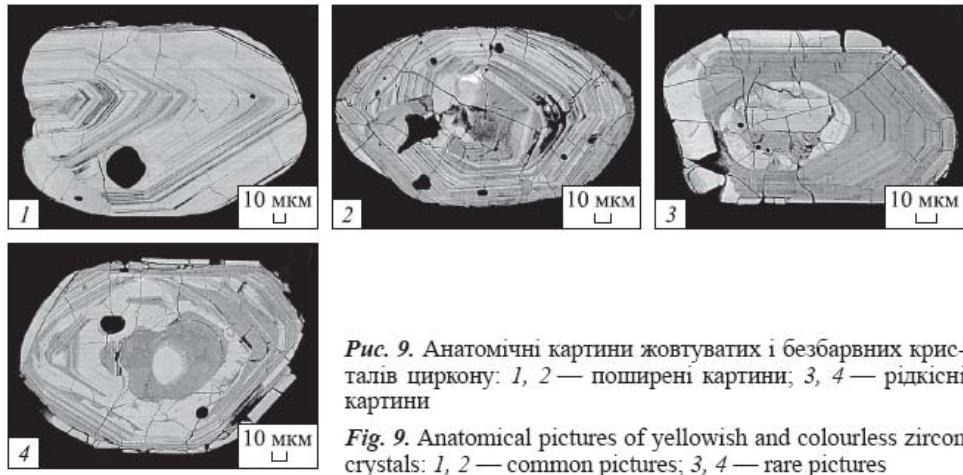 1
10 мкм
2
10 мкм
3
10 мкм
4
10 мкм
Рис. 9. Анатомічні картини жовтуватих і безбарвних крис-
талів циркону: 1, 2 — поширені картини; 3, 4 — рідкісні
картини
Fig. 9. Anatomical pictures of yellowish and colourless zircon
crystals: 1, 2 — common pictures; 3, 4 — rare pictures